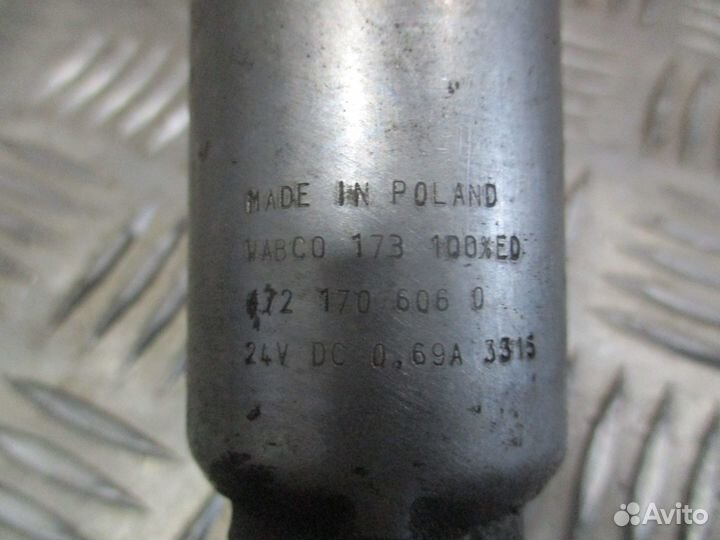 MADE IN POLAND
WABCO 173 100%ED
472 170 606 0
24V DC 0,69A 3315
Avito